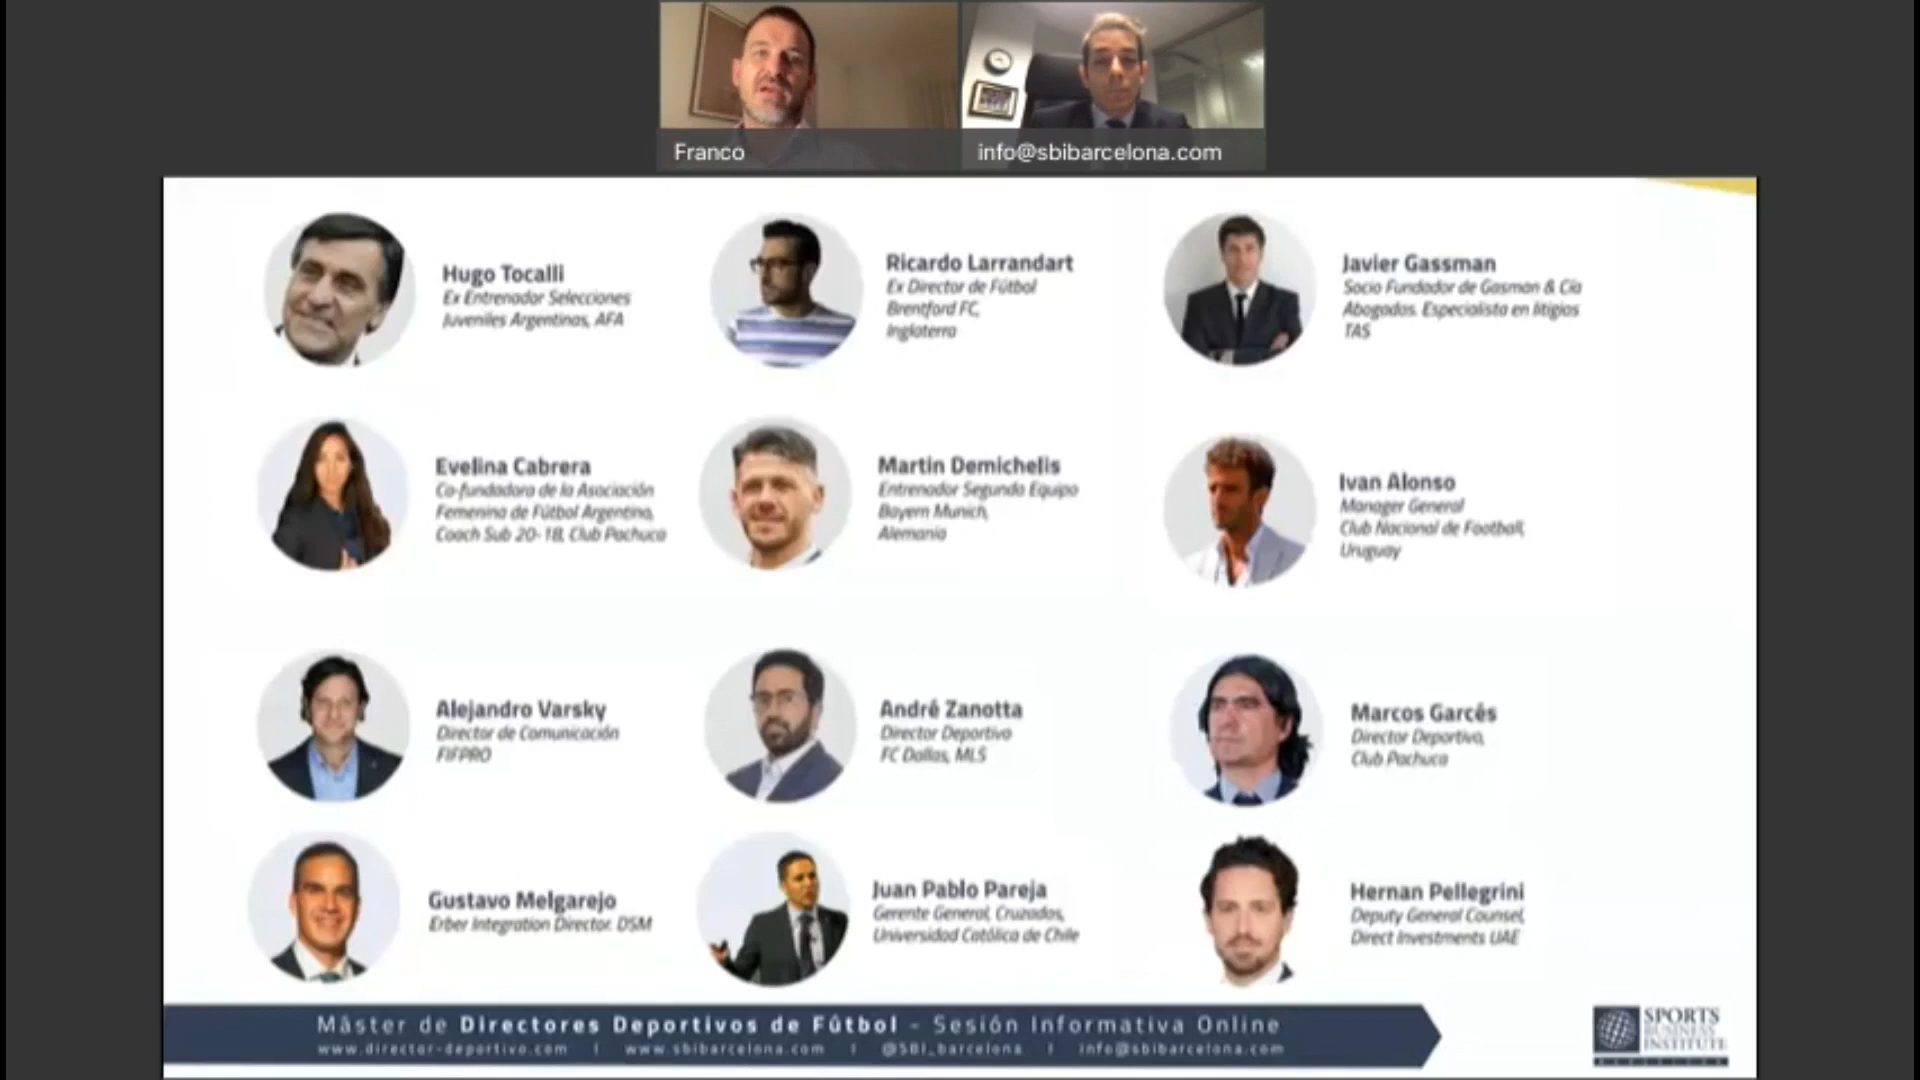 Franco
info@sbibarcelona.com
Hugo Tocalli
Ex Entrenador Selecciones
Juveniles Argentinas, AFA
Ricardo Larrandart
Ex Director de Fútbol
Brentford FC,
Inglaterra
Javier Gassman
Socio Fundador de Gasman & Cía
Abogados. Especialista en litigios
TAS
Evelina Cabrera
Co-fundadora de la Asociación
Femenina de Fútbol Argentino,
Coach Sub 20-18, Club Pachuca
Martin Demichelis
Entrenador Segundo Equipo
Bayern Munich,
Alemania
Ivan Alonso
Manager General
Club Nacional de Football,
Uruguay
Alejandro Varsky
Director de Comunicación
FIFPRO
André Zanotta
Director Deportivo
FC Dallas, MLS
Marcos Garcés
Director Deportivo,
Club Pachuca
Gustavo Melgarejo
Erber Integration Director. DSM
Juan Pablo Pareja
Gerente General, Cruzados,
Universidad Católica de Chile
Hernan Pellegrini
Deputy General Counsel,
Direct Investments UAE
Máster de Directores Deportivos de Fútbol - Sesión Informativa Online
www.director-deportivo.com | www.sbibarcelona.com | @SBI_barcelona | info@sbibarcelona.com
SPORTS
BUSINESS
INSTITUTE
BARCELONA